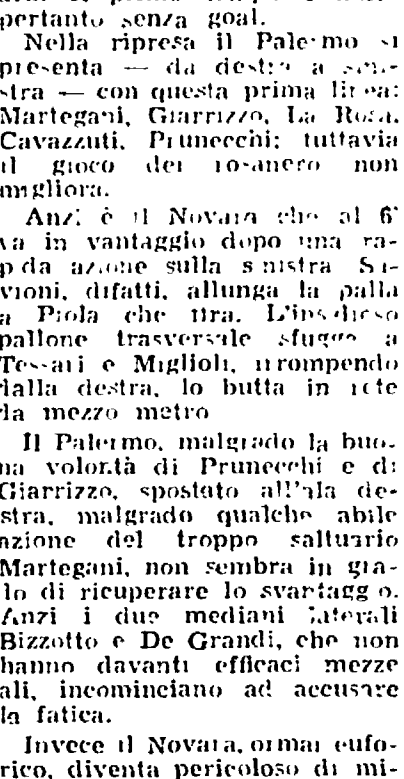 pertanto senza goal.
Nella ripresa il Palermo si
presenta — da destra a sini-
stra — con questa prima linea:
Martegani, Giarrizzo, La Rosa,
Cavazzuti, Prunecchi; tuttavia
il gioco dei rosanero non
migliora.
Anzi è il Novara che al 6'
va in vantaggio dopo una ra-
pida azione sulla sinistra
vioni, difatti, allunga la palla
a Piola che tira. L'insidioso
pallone trasversale sfugge a
Tessari e Miglioli, irrompendo
dalla destra, lo butta in rete
da mezzo metro
Il Palermo, malgrado la buo-
na volontà di Prunecchi e di
Giarrizzo, spostato all'ala de-
stra, malgrado qualche abile
azione del troppo saltuario
Martegani, non sembra in gra-
do di ricuperare lo svantaggio.
Anzi i due mediani laterali
Bizzotto e De Grandi, che non
hanno davanti efficaci mezze
ali, incominciano ad accusare
la fatica.
Invece il Novara, ormai eufo-
rico, diventa pericoloso di mi-